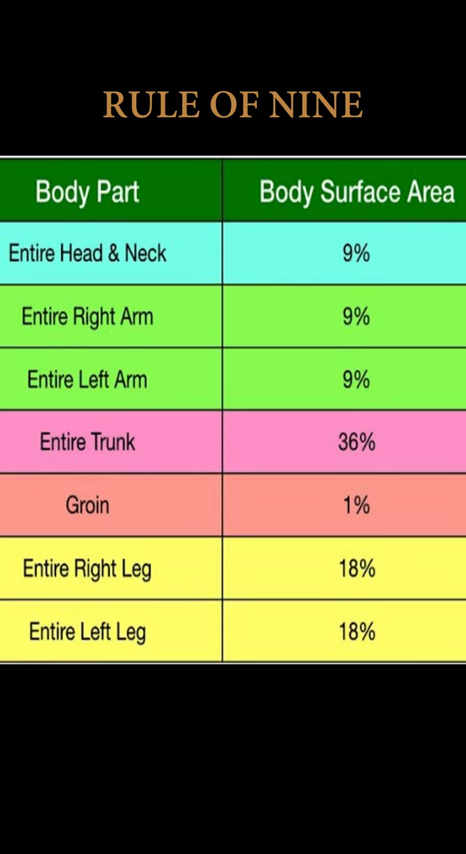 RULE OF NINE
Body Part Body Surface Area
Entire Head & Neck 9%
Entire Right Arm 9%
Entire Left Arm 9%
Entire Trunk 36%
Groin 1%
Entire Right Leg 18%
Entire Left Leg 18%